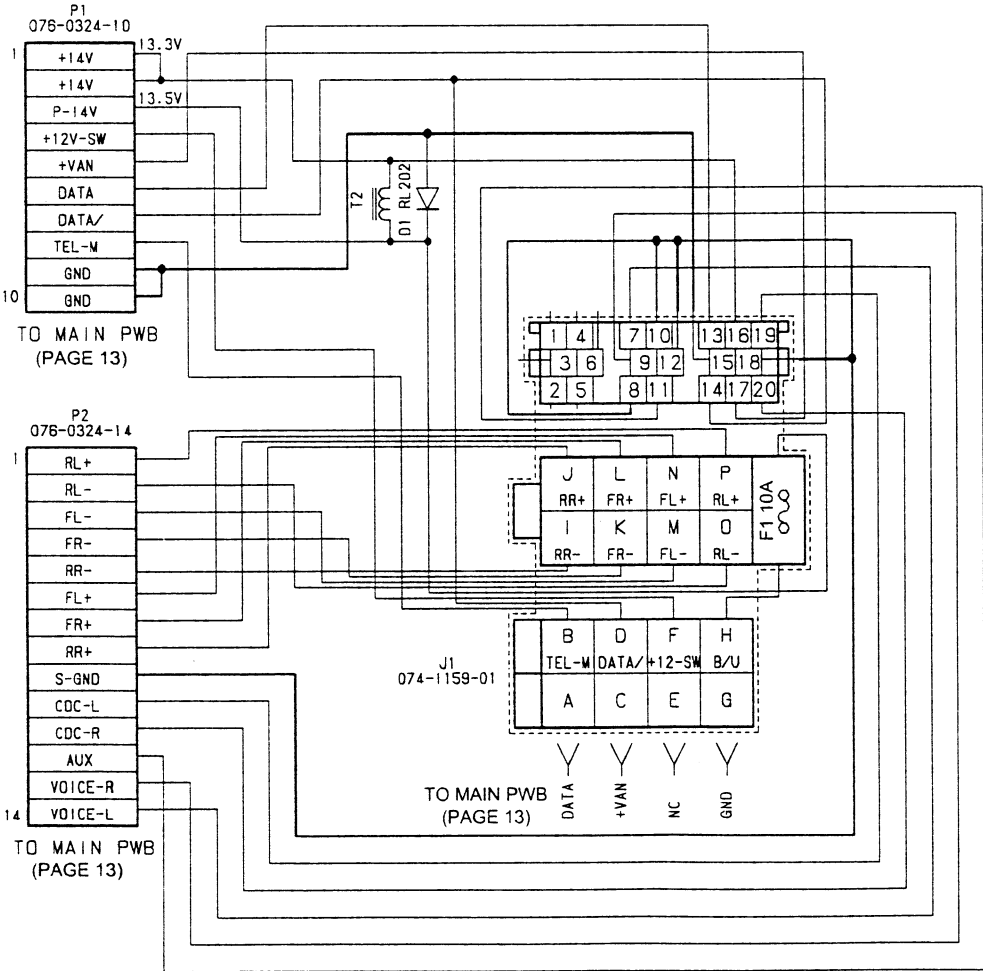 P1
076-0324-10
1
+14V
13.3V
+14V
P-14V
13.5V
+12V-SW
+VAN
DATA
DATA/
TEL-M
GND
10
GND
TO MAIN PWB
(PAGE 13)
T2
D1 RL202
1 4 7 10 13 16 19
3 6 9 12 15 18
2 5 8 11 14 17 20
P2
076-0324-14
1
RL+
RL-
FL-
FR-
RR-
FL+
FR+
RR+
S-GND
CDC-L
CDC-R
AUX
VOICE-R
14
VOICE-L
TO MAIN PWB
(PAGE 13)
J L N P
RR+ FR+ FL+ RL+
I K M O
RR- FR- FL- RL-
F1 10A
J1
074-1159-01
B D F H
TEL-M DATA/ +12-SW B/U
A C E G
DATA
+VAN
NC
GND
TO MAIN PWB
(PAGE 13)